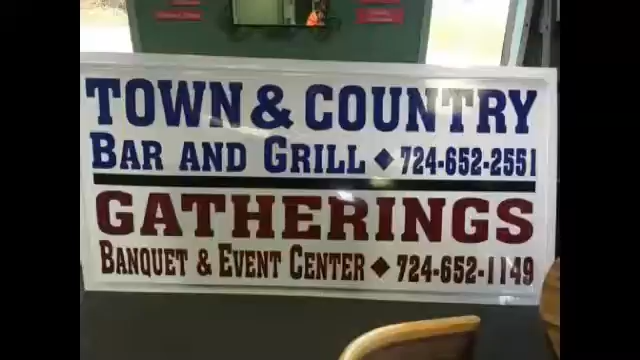 TOWN & COUNTRY
BAR AND GRILL ◆ 724-652-2551
GATHERINGS
BANQUET & EVENT CENTER ◆ 724-652-1149